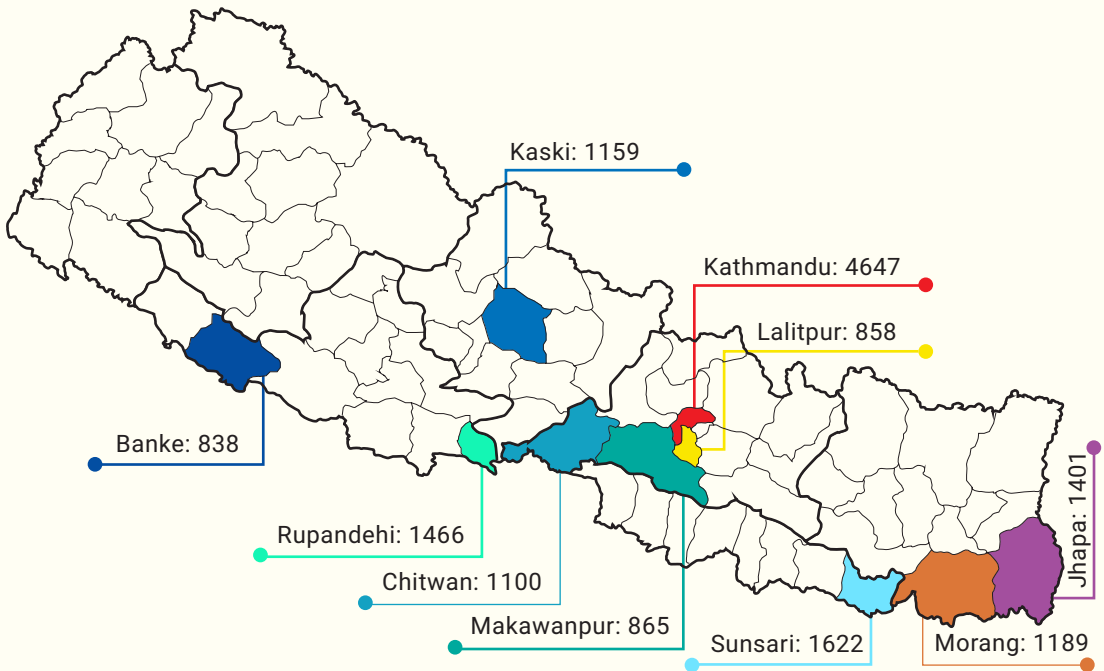 Kaski: 1159
Kathmandu: 4647
Lalitpur: 858
Banke: 838
Jhapa: 1401
Rupandehi: 1466
Chitwan: 1100
Makawanpur: 865
Sunsari: 1622
Morang: 1189